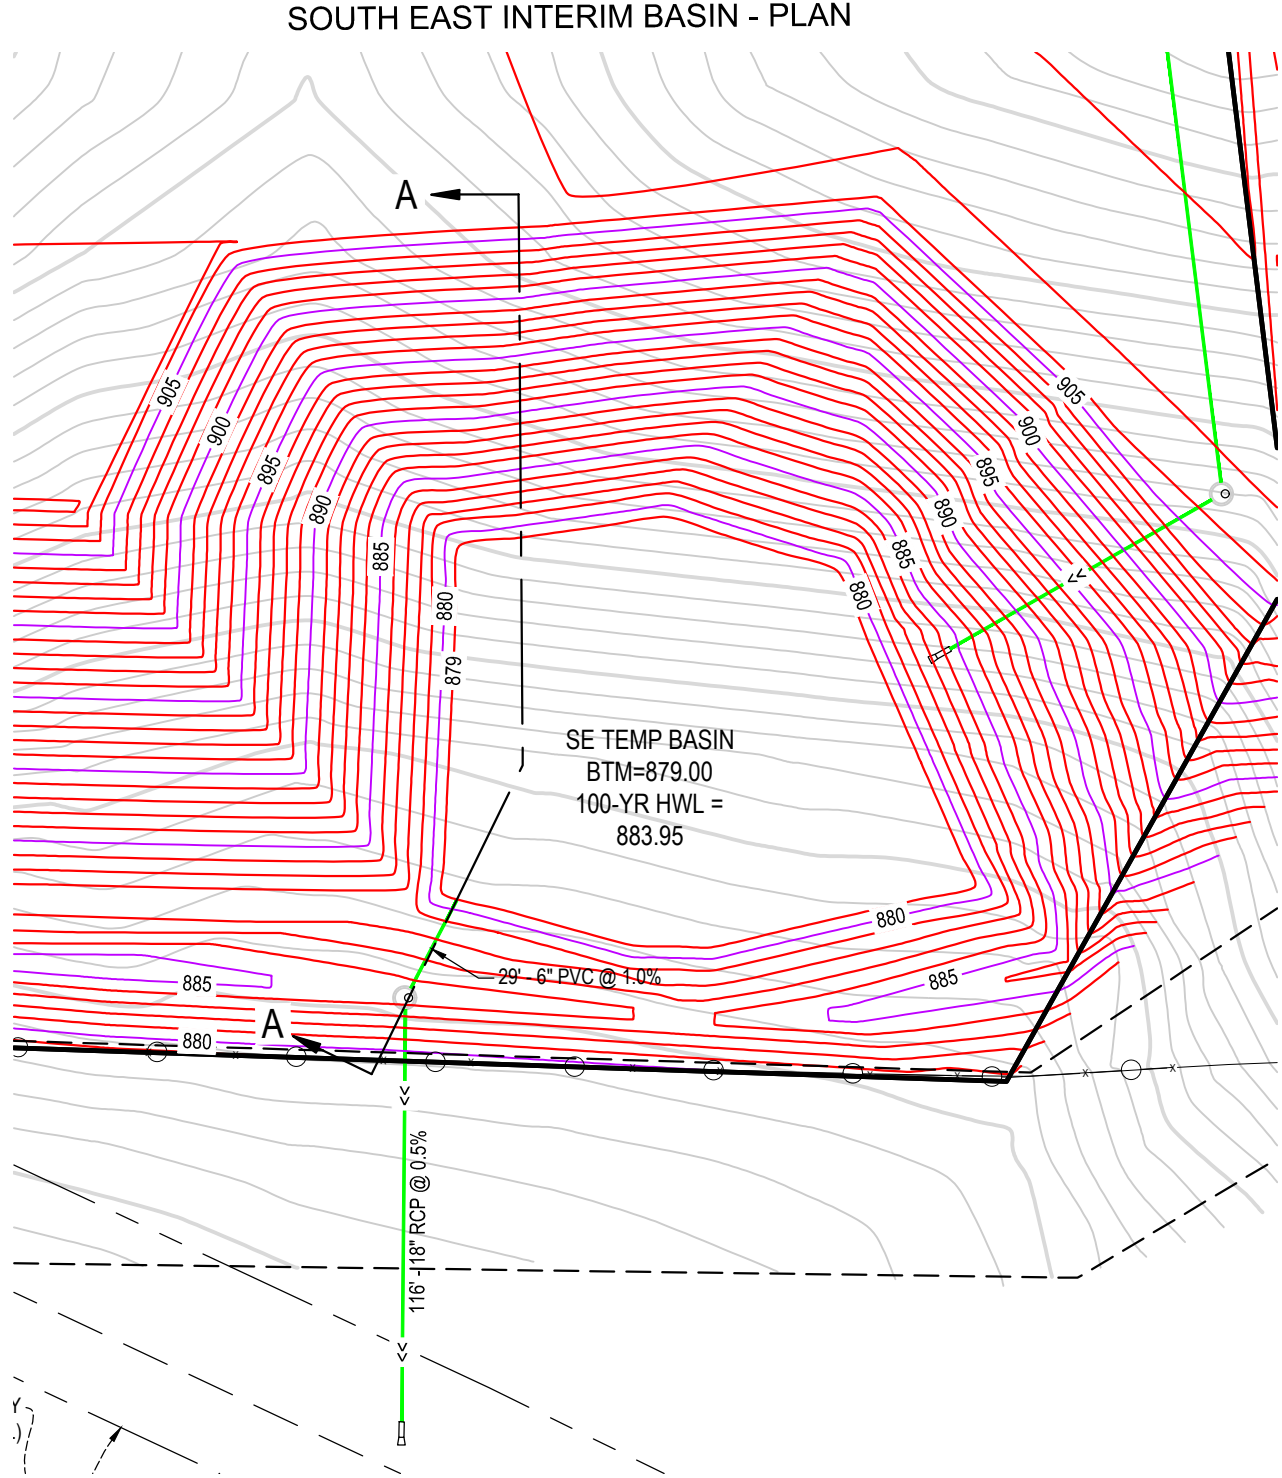 SOUTH EAST INTERIM BASIN - PLAN
A
905
905
900
900
895
895
890
890
885
885
880
880
879
SE TEMP BASIN
BTM=879.00
100-YR HWL =
883.95
880
29' - 6" PVC @ 1.0%
885
885
A
880
116' - 18" RCP @ 0.5%
Y
.)